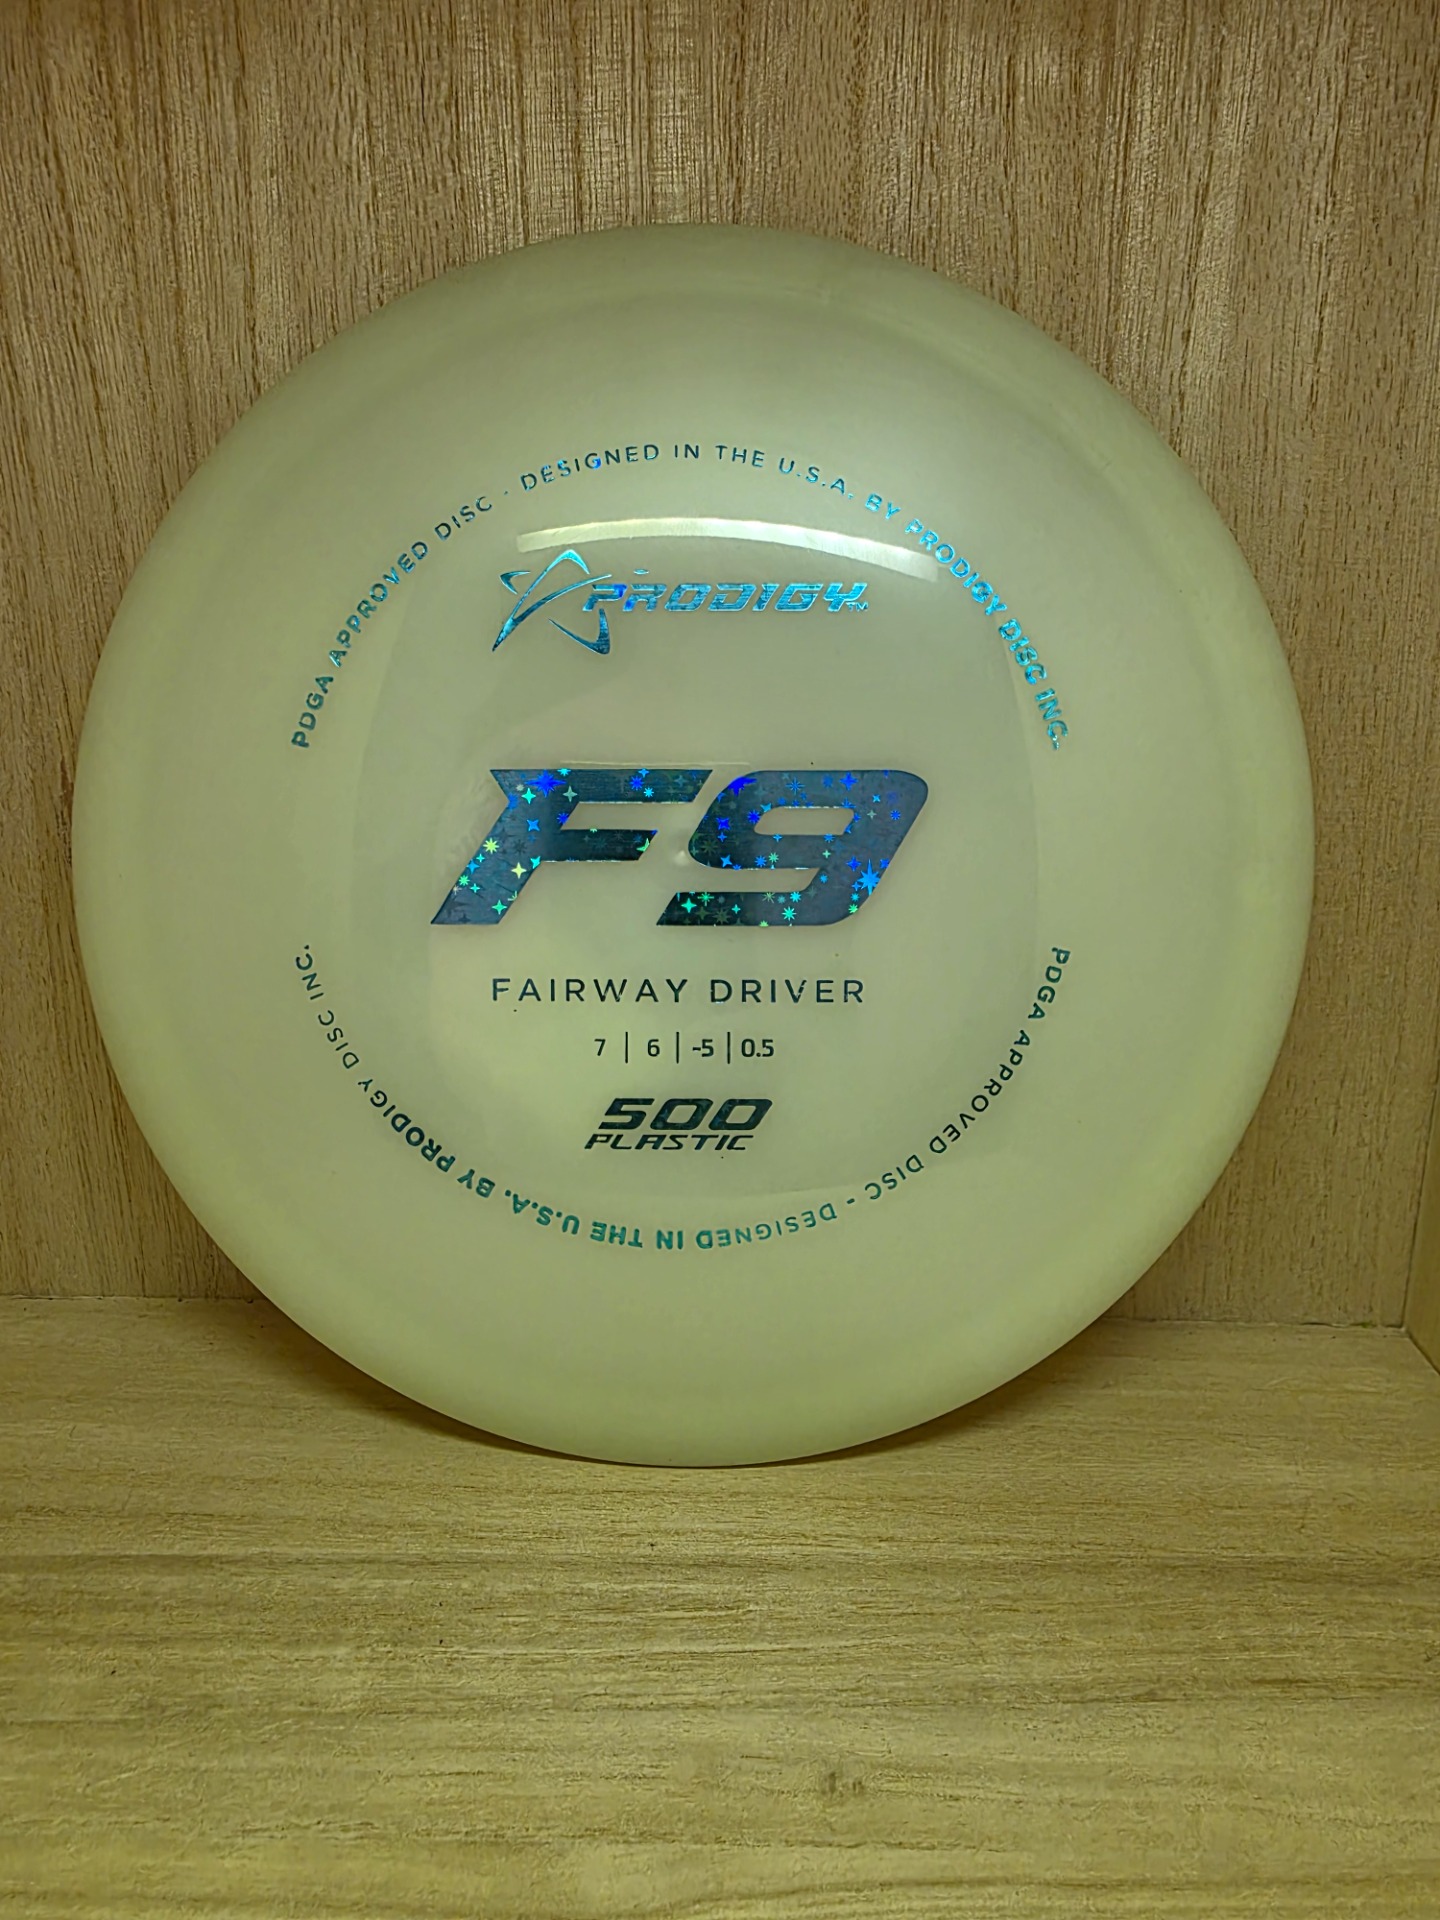 PDGA APPROVED DISC - DESIGNED IN THE U.S.A. BY PRODIGY DISC INC.
PRODIGY™
F9
FAIRWAY DRIVER
7 | 6 | -5 | 0.5
500
PLASTIC
PDGA APPROVED DISC - DESIGNED IN THE U.S.A. BY PRODIGY DISC INC.